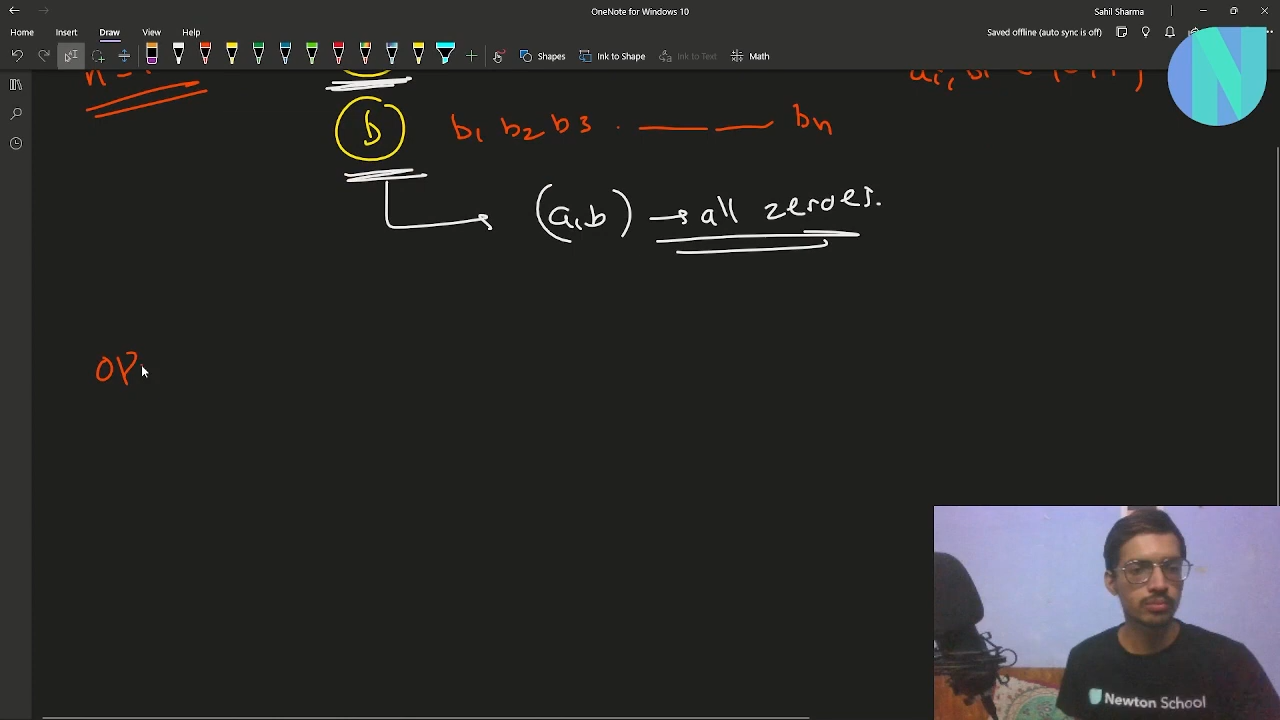 OneNote for Windows 10
Sahil Sharma
Home Insert Draw View Help
Saved offline (auto sync is off)
Shapes Ink to Shape Ink to Text Math
n =
b b1 b2 b3 . bn
(a,b) → all zeroes.
OP
Newton School